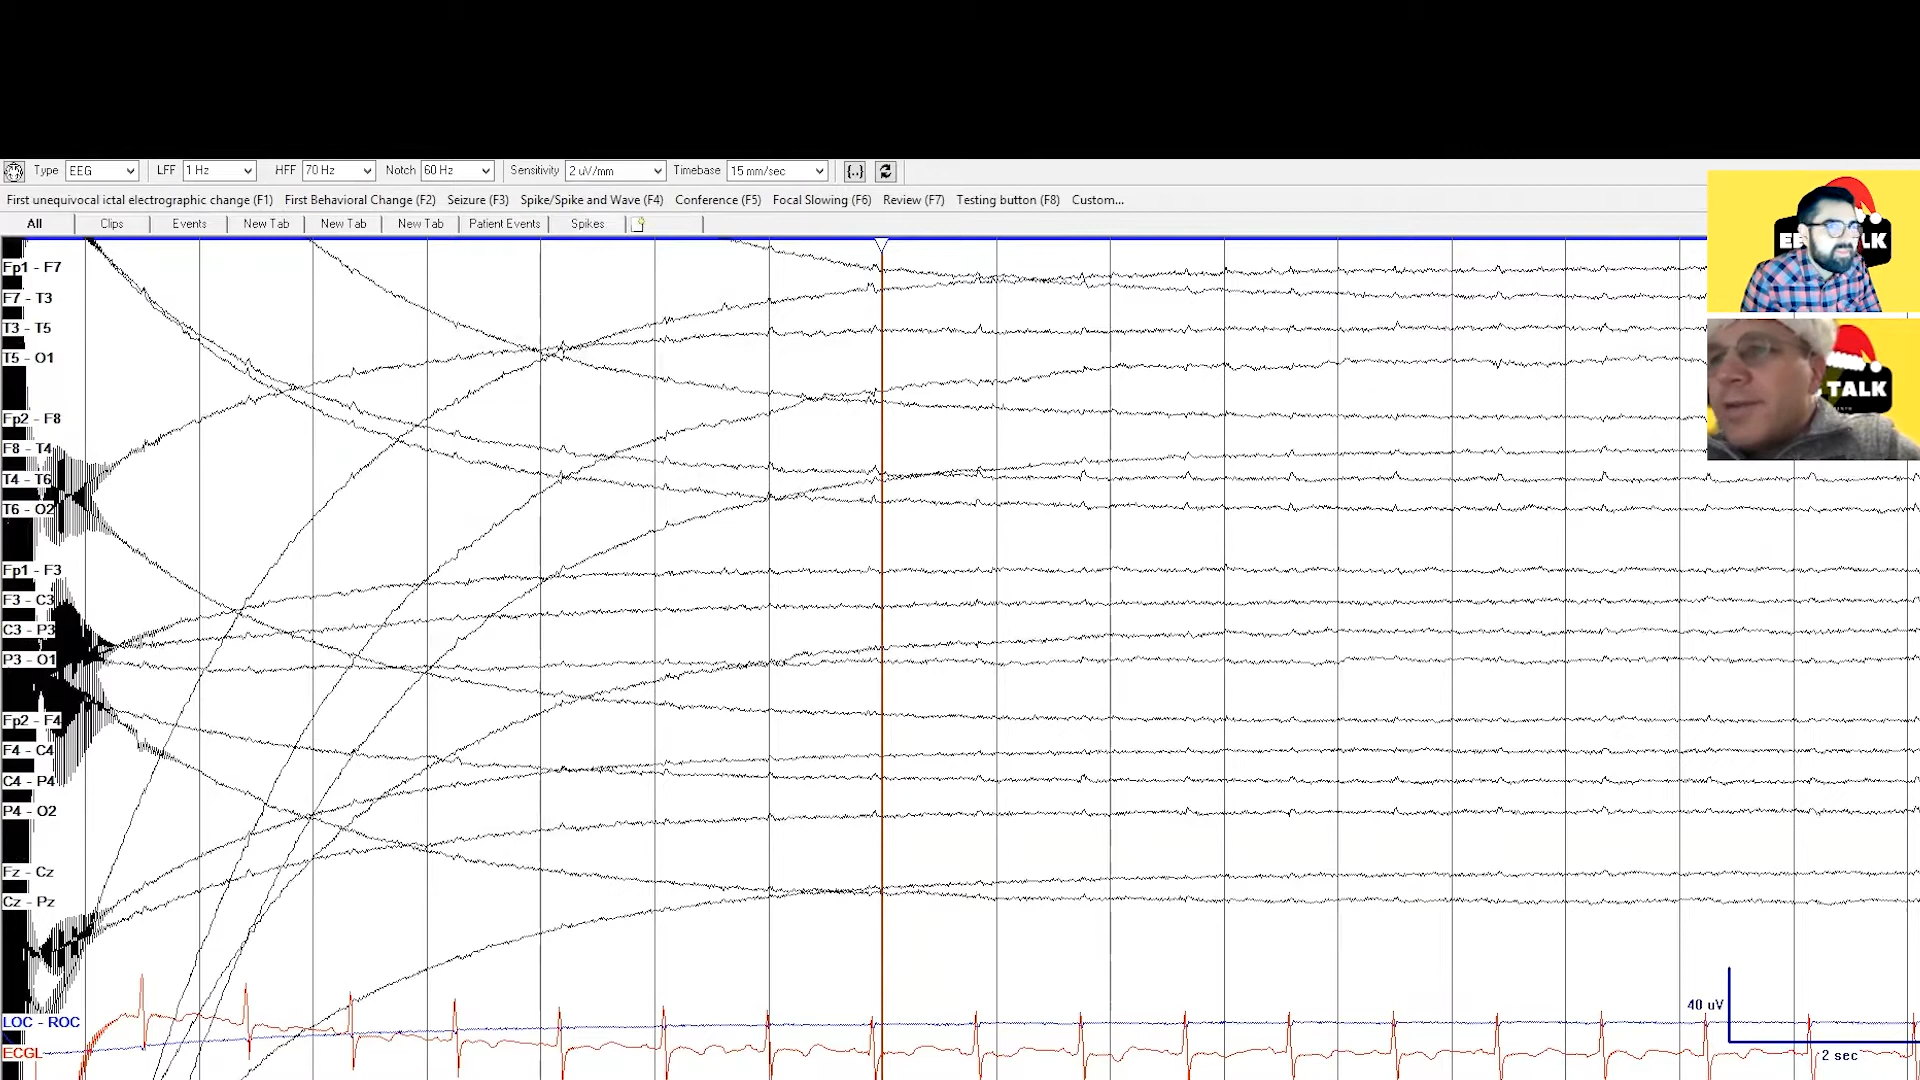 Type EEG LFF 1 Hz HFF 70 Hz Notch 60 Hz Sensitivity 2 uV/mm Timebase 15 mm/sec {..}
First unequivocal ictal electrographic change (F1) First Behavioral Change (F2) Seizure (F3) Spike/Spike and Wave (F4) Conference (F5) Focal Slowing (F6) Review (F7) Testing button (F8) Custom...
All Clips Events New Tab New Tab New Tab Patient Events Spikes
Fp1 - F7
F7 - T3
T3 - T5
T5 - O1
Fp2 - F8
F8 - T4
T4 - T6
T6 - O2
Fp1 - F3
F3 - C3
C3 - P3
P3 - O1
Fp2 - F4
F4 - C4
C4 - P4
P4 - O2
Fz - Cz
Cz - Pz
LOC - ROC
ECGL
40 uV
2 sec
TALK